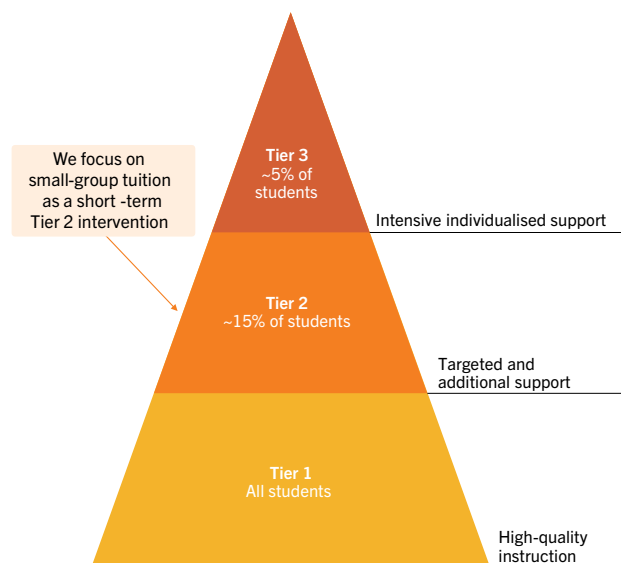 Tier 3
~5% of
students
We focus on
small-group tuition
as a short -term
Tier 2 intervention
Intensive individualised support
Tier 2
~15% of students
Targeted and
additional support
Tier 1
All students
High-quality
instruction